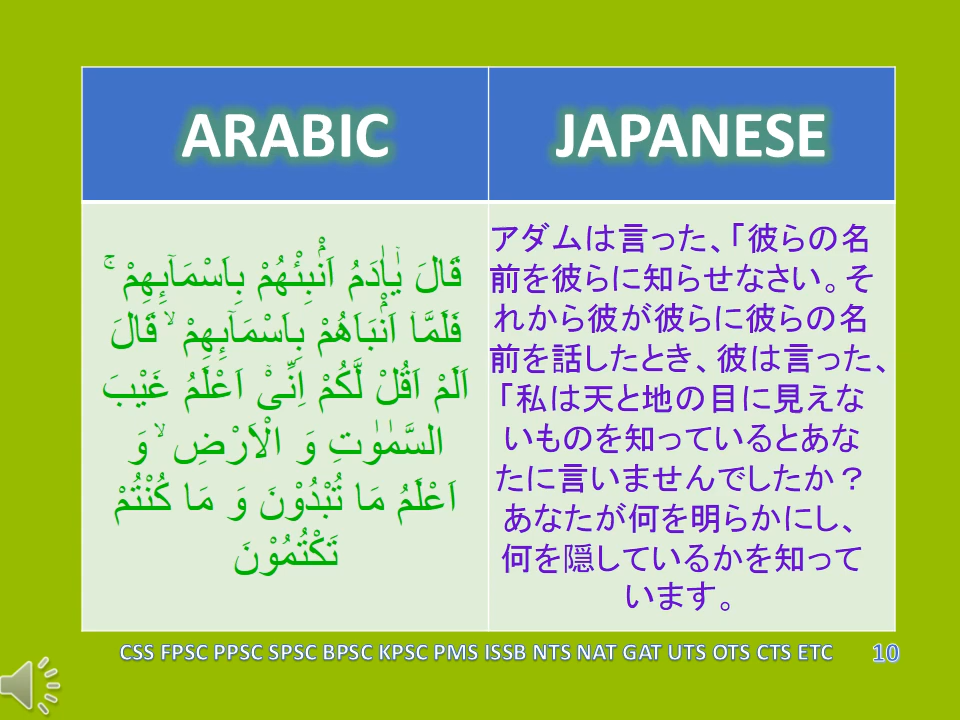 ARABIC
JAPANESE
قَالَ يٰۤاٰدَمُ اَنْۢبِئْهُمْ بِاَسْمَآئِهِمْ ۚ
فَلَمَّاۤ اَنْۢبَاَهُمْ بِاَسْمَآئِهِمْ ۙ قَالَ
اَلَمْ اَقُلْ لَّكُمْ اِنِّیْۤ اَعْلَمُ غَیْبَ
السَّمٰوٰتِ وَ الْاَرْضِ ۙ وَ
اَعْلَمُ مَا تُبْدُوْنَ وَ مَا كُنْتُمْ
تَكْتُمُوْنَ
アダムは言った、「彼らの名
前を彼らに知らせなさい。そ
れから彼が彼らに彼らの名
前を話したとき、彼は言った、
「私は天と地の目に見えな
いものを知っているとあな
たに言いませんでしたか？
あなたが何を明らかにし、
何を隠しているかを知って
います。
CSS FPSC PPSC SPSC BPSC KPSC PMS ISSB NTS NAT GAT UTS OTS CTS ETC
10